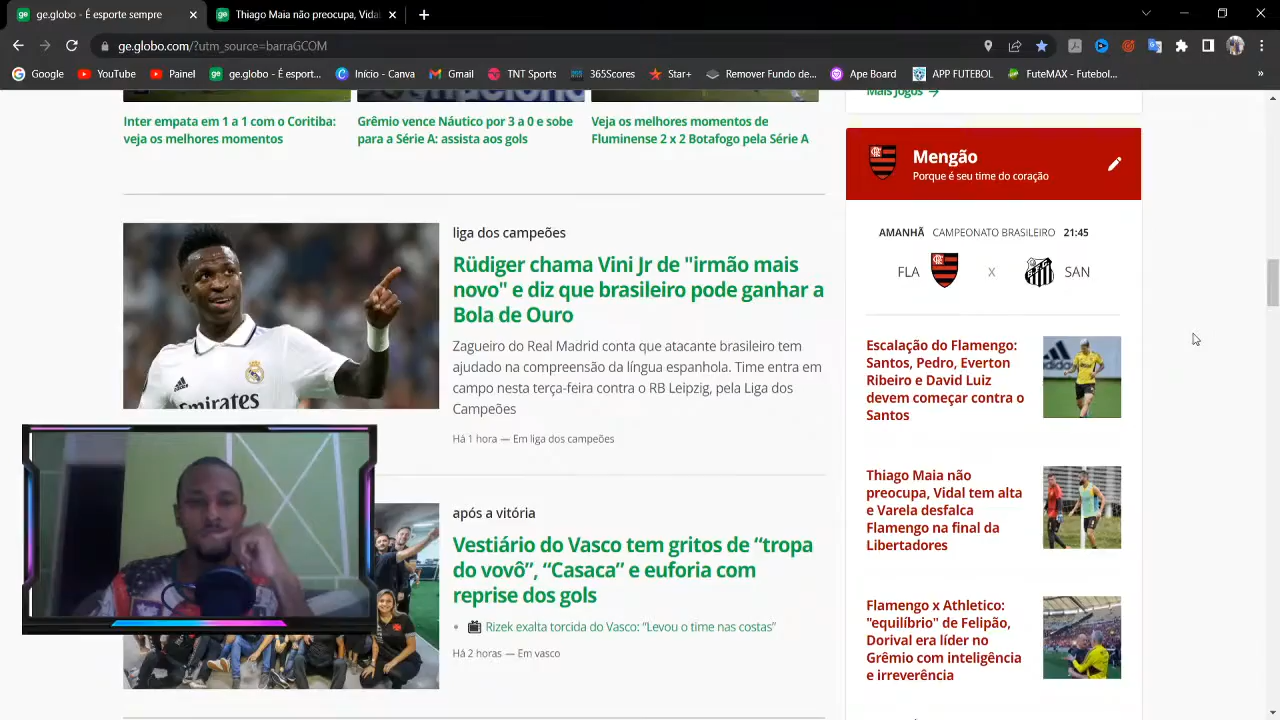 ge.globo.com - É esport
Thiago Maia não preocupa, Vidal
ge.globo.com/?utm_source=barraGCOM
Google
YouTube
Painel
ge.globo - É esport...
Início - Canva
Gmail
TNT Sports
365Scores
Star+
Remover Fundo de...
Ape Board
APP FUTEBOL
FuteMAX - Futebol...
»
Inter empata em 1 a 1 com o Coritiba:
veja os melhores momentos
Grêmio vence Náutico por 3 a 0 e sobe
para a Série A: assista aos gols
Veja os melhores momentos de
Fluminense 2 x 2 Botafogo pela Série A
liga dos campeões
Rüdiger chama Vini Jr de "irmão mais
novo" e diz que brasileiro pode ganhar a
Bola de Ouro
Zagueiro do Real Madrid conta que atacante brasileiro tem
ajudado na compreensão da língua espanhola. Time entra em
campo nesta terça-feira contra o RB Leipzig, pela Liga dos
Campeões
Há 1 hora — Em liga dos campeões
Emirates
após a vitória
Vestiário do Vasco tem gritos de “tropa
do vovô”, “Casaca” e euforia com
reprise dos gols
Rizek exalta torcida do Vasco: “Levou o time nas costas”
Há 2 horas — Em vasco
Mais jogos →
Mengão
Porque é seu time do coração
AMANHÃ CAMPEONATO BRASILEIRO 21:45
FLA X SAN
Escalação do Flamengo:
Santos, Pedro, Everton
Ribeiro e David Luiz
devem começar contra o
Santos
Thiago Maia não
preocupa, Vidal tem alta
e Varela desfalca
Flamengo na final da
Libertadores
Flamengo x Athletico:
"equilíbrio" de Felipão,
Dorival era líder no
Grêmio com inteligência
e irreverência